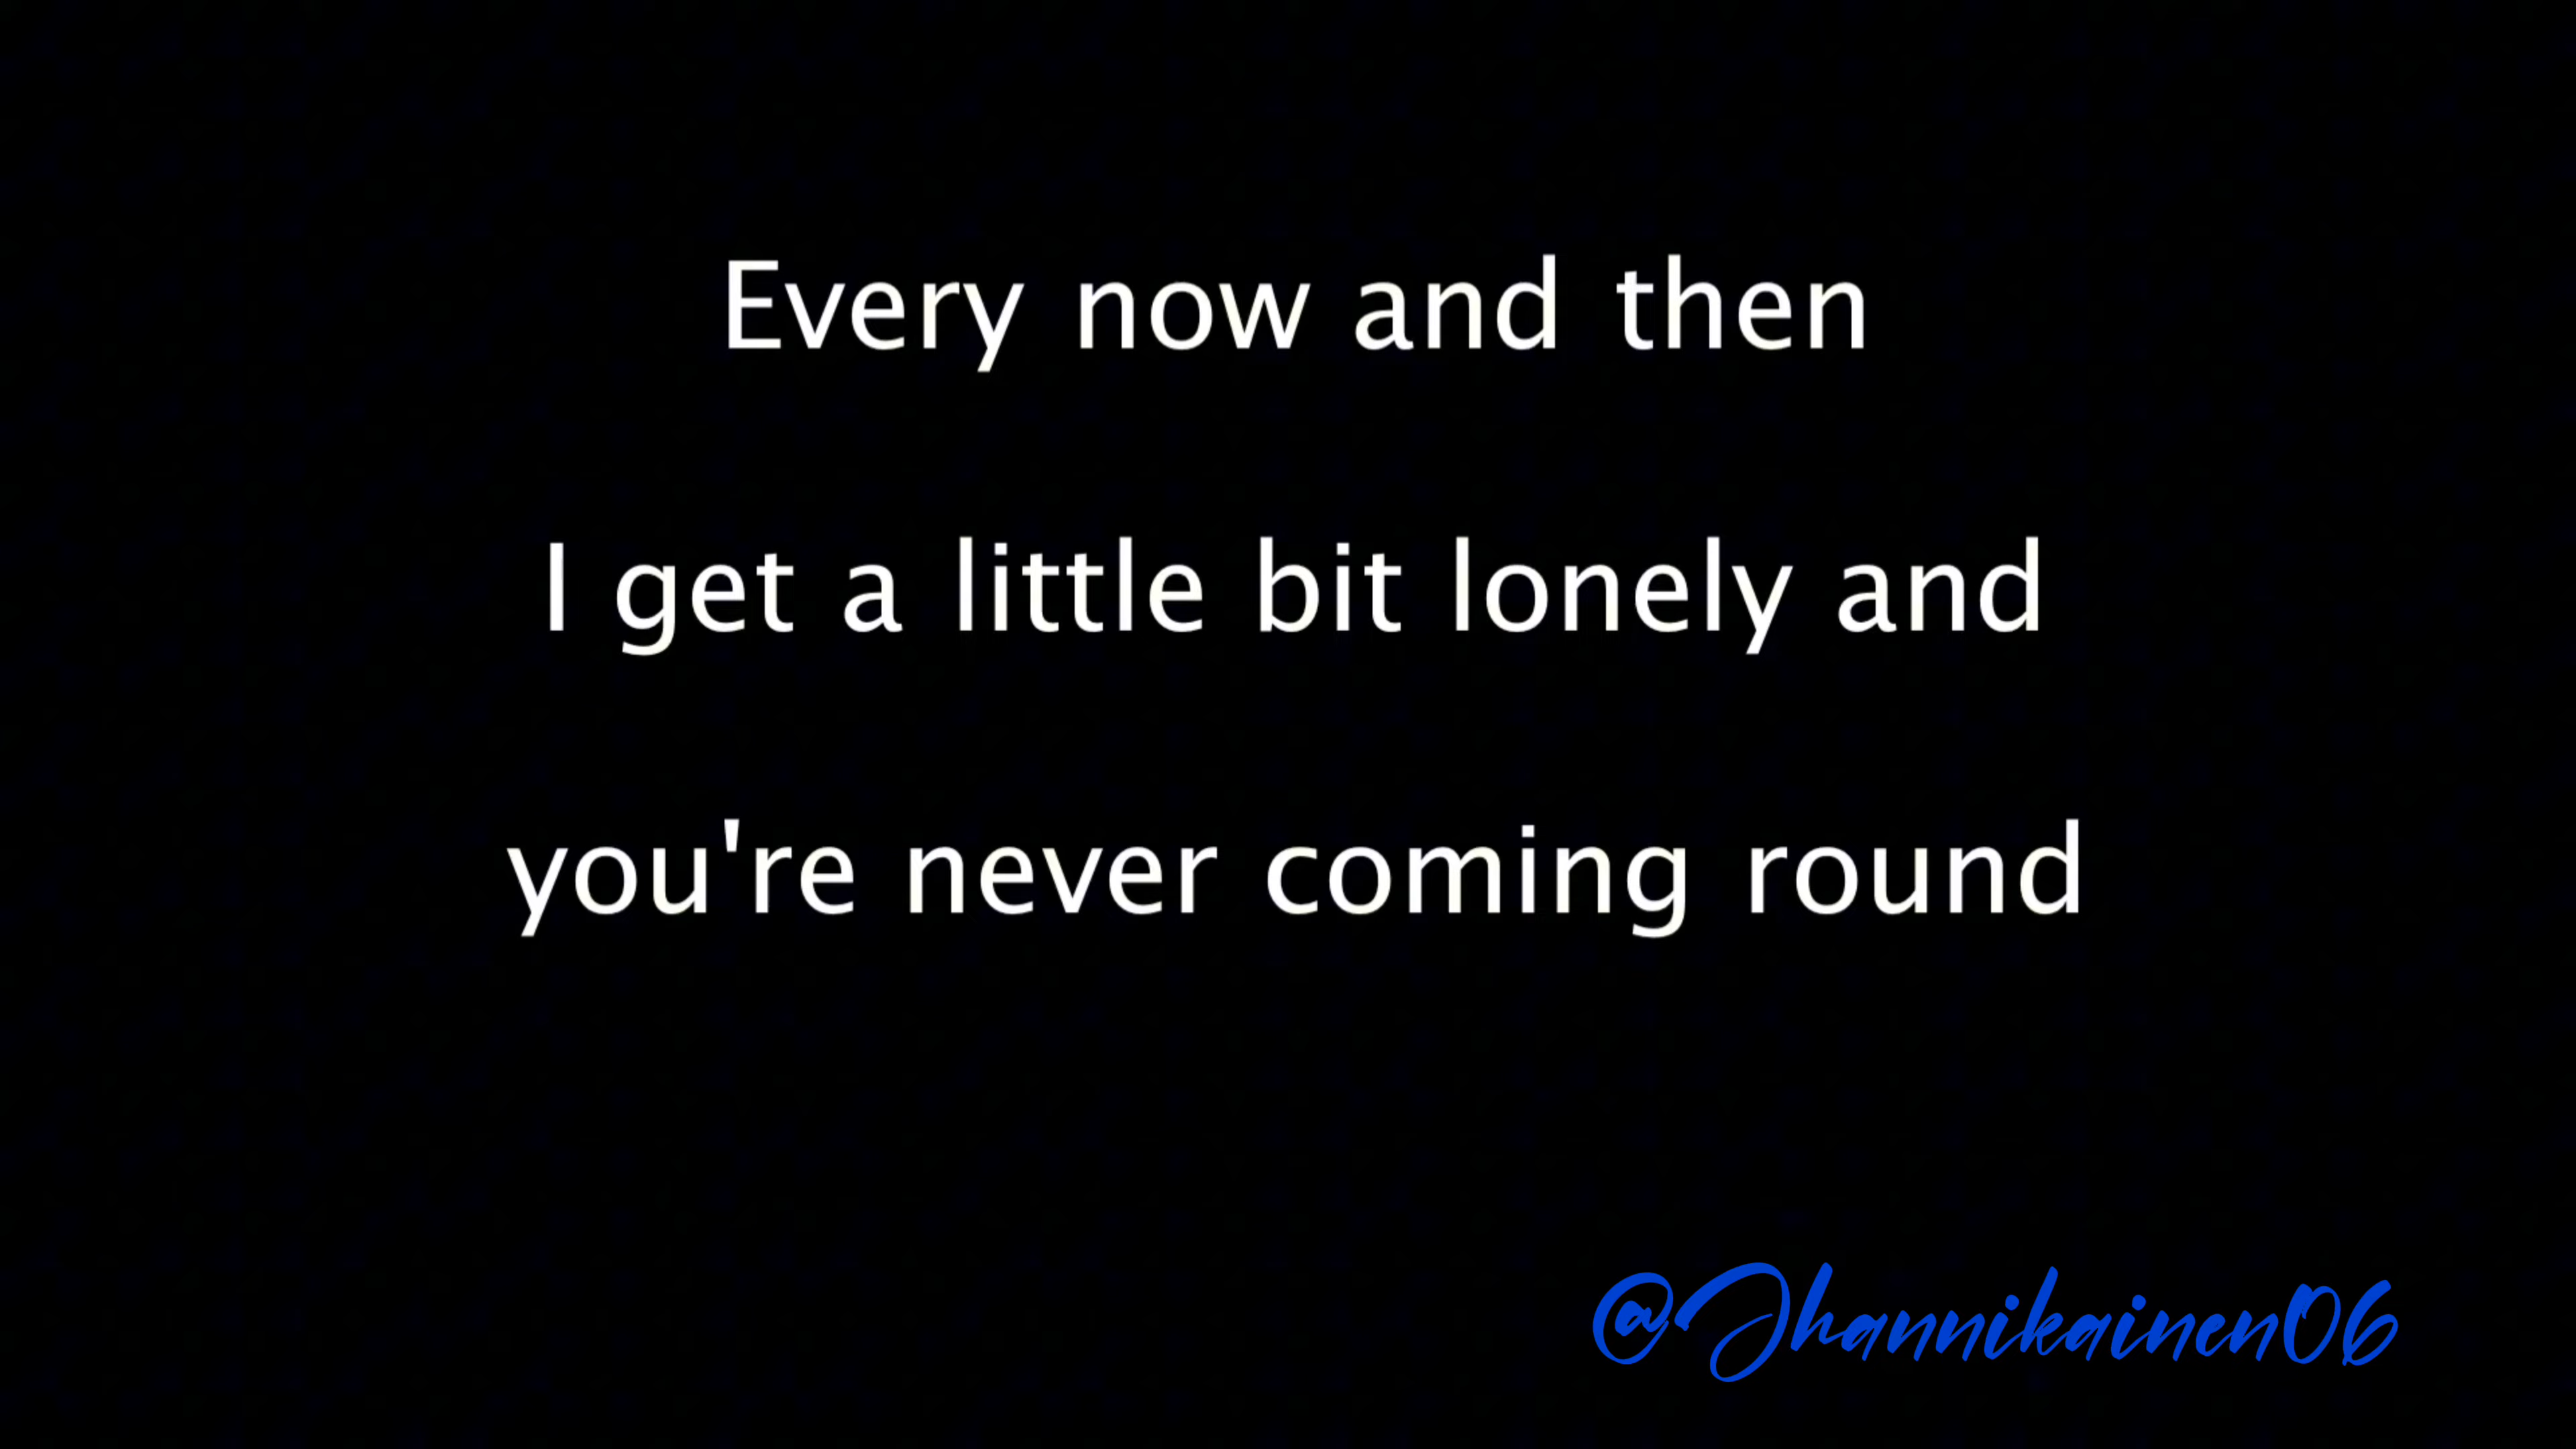 Every now and then
I get a little bit lonely and
you're never coming round
@Jhannikainen06